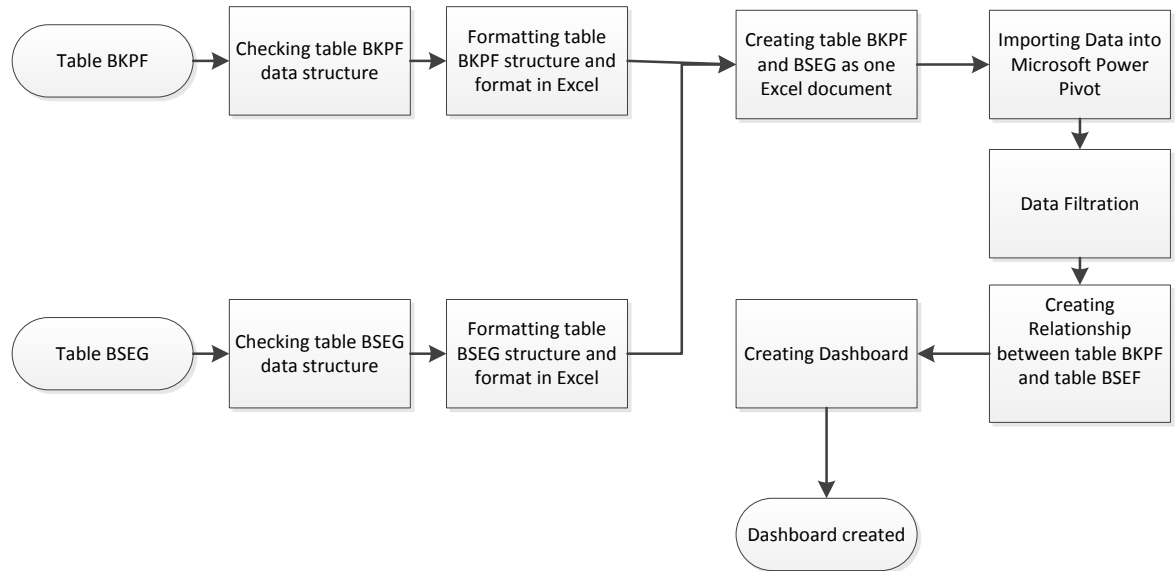 Table BKPF
Checking table BKPF
data structure
Formatting table
BKPF structure and
format in Excel
Creating table BKPF
and BSEG as one
Excel document
Importing Data into
Microsoft Power
Pivot
Data Filtration
Table BSEG
Checking table BSEG
data structure
Formatting table
BSEG structure and
format in Excel
Creating Dashboard
Creating
Relationship
between table BKPF
and table BSEF
Dashboard created